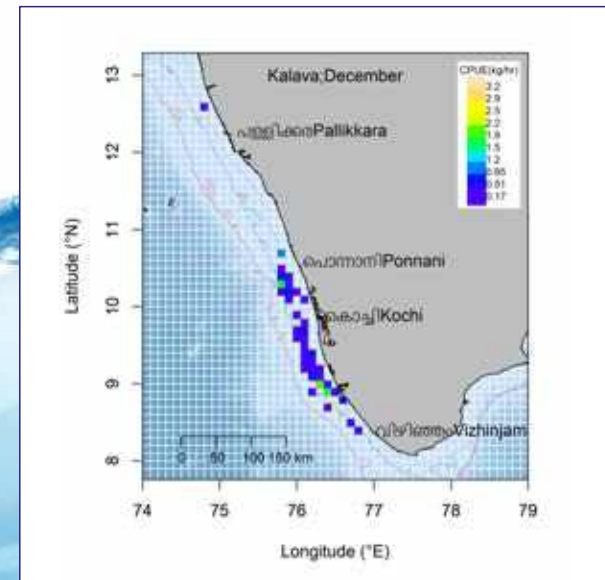 Kalava;December
CPUE(kg/hr)
3.2
2.9
2.5
2.2
1.8
1.5
1.2
0.85
0.51
0.17
പള്ളിക്കരPallikkara
പൊന്നാനിPonnani
കൊച്ചിKochi
വിഴിഞ്ഞംVizhinjam
0 50 100 150 km
13
12
11
10
9
8
Latitude (°N)
74 75 76 77 78 79
Longitude (°E)